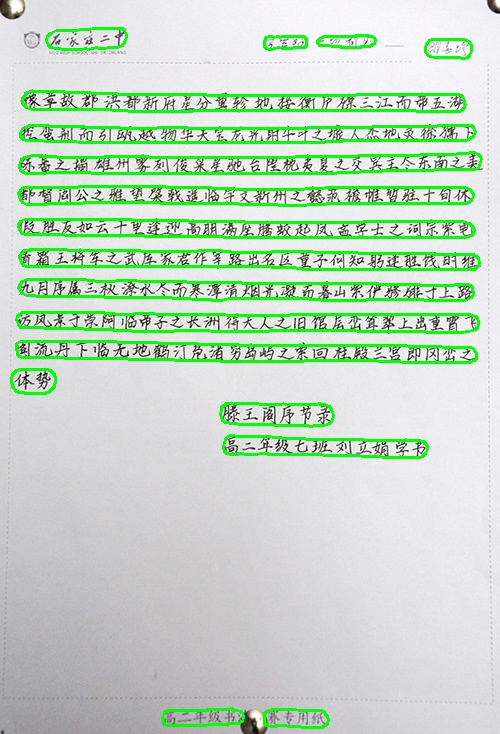 石家庄二中
豫章故郡洪都新府星分翼轸地接衡庐襟三江而带五湖
控蛮荆而引瓯越物华天宝龙光射牛斗之墟人杰地灵徐孺下
陈蕃之榻雄州雾列俊采星驰台隍枕夷夏之交宾主尽东南之美
都督阎公之雅望棨戟遥临宇文新州之懿范襜帷暂驻十旬休
假胜友如云千里逢迎高朋满座腾蛟起凤孟学士之词宗紫电
青霜王将军之武库家君作宰路出名区童子何知躬逢胜饯时维
九月序属三秋潦水尽而寒潭清烟光凝而暮山紫俨骖騑于上路
访风景于崇阿临帝子之长洲得天人之旧馆层峦耸翠上出重霄飞
阁流丹下临无地鹤汀凫渚穷岛屿之萦回桂殿兰宫即冈峦之
体势
滕王阁序节录
高二年级七班刘立娟学书
高二年级书 赛专用纸